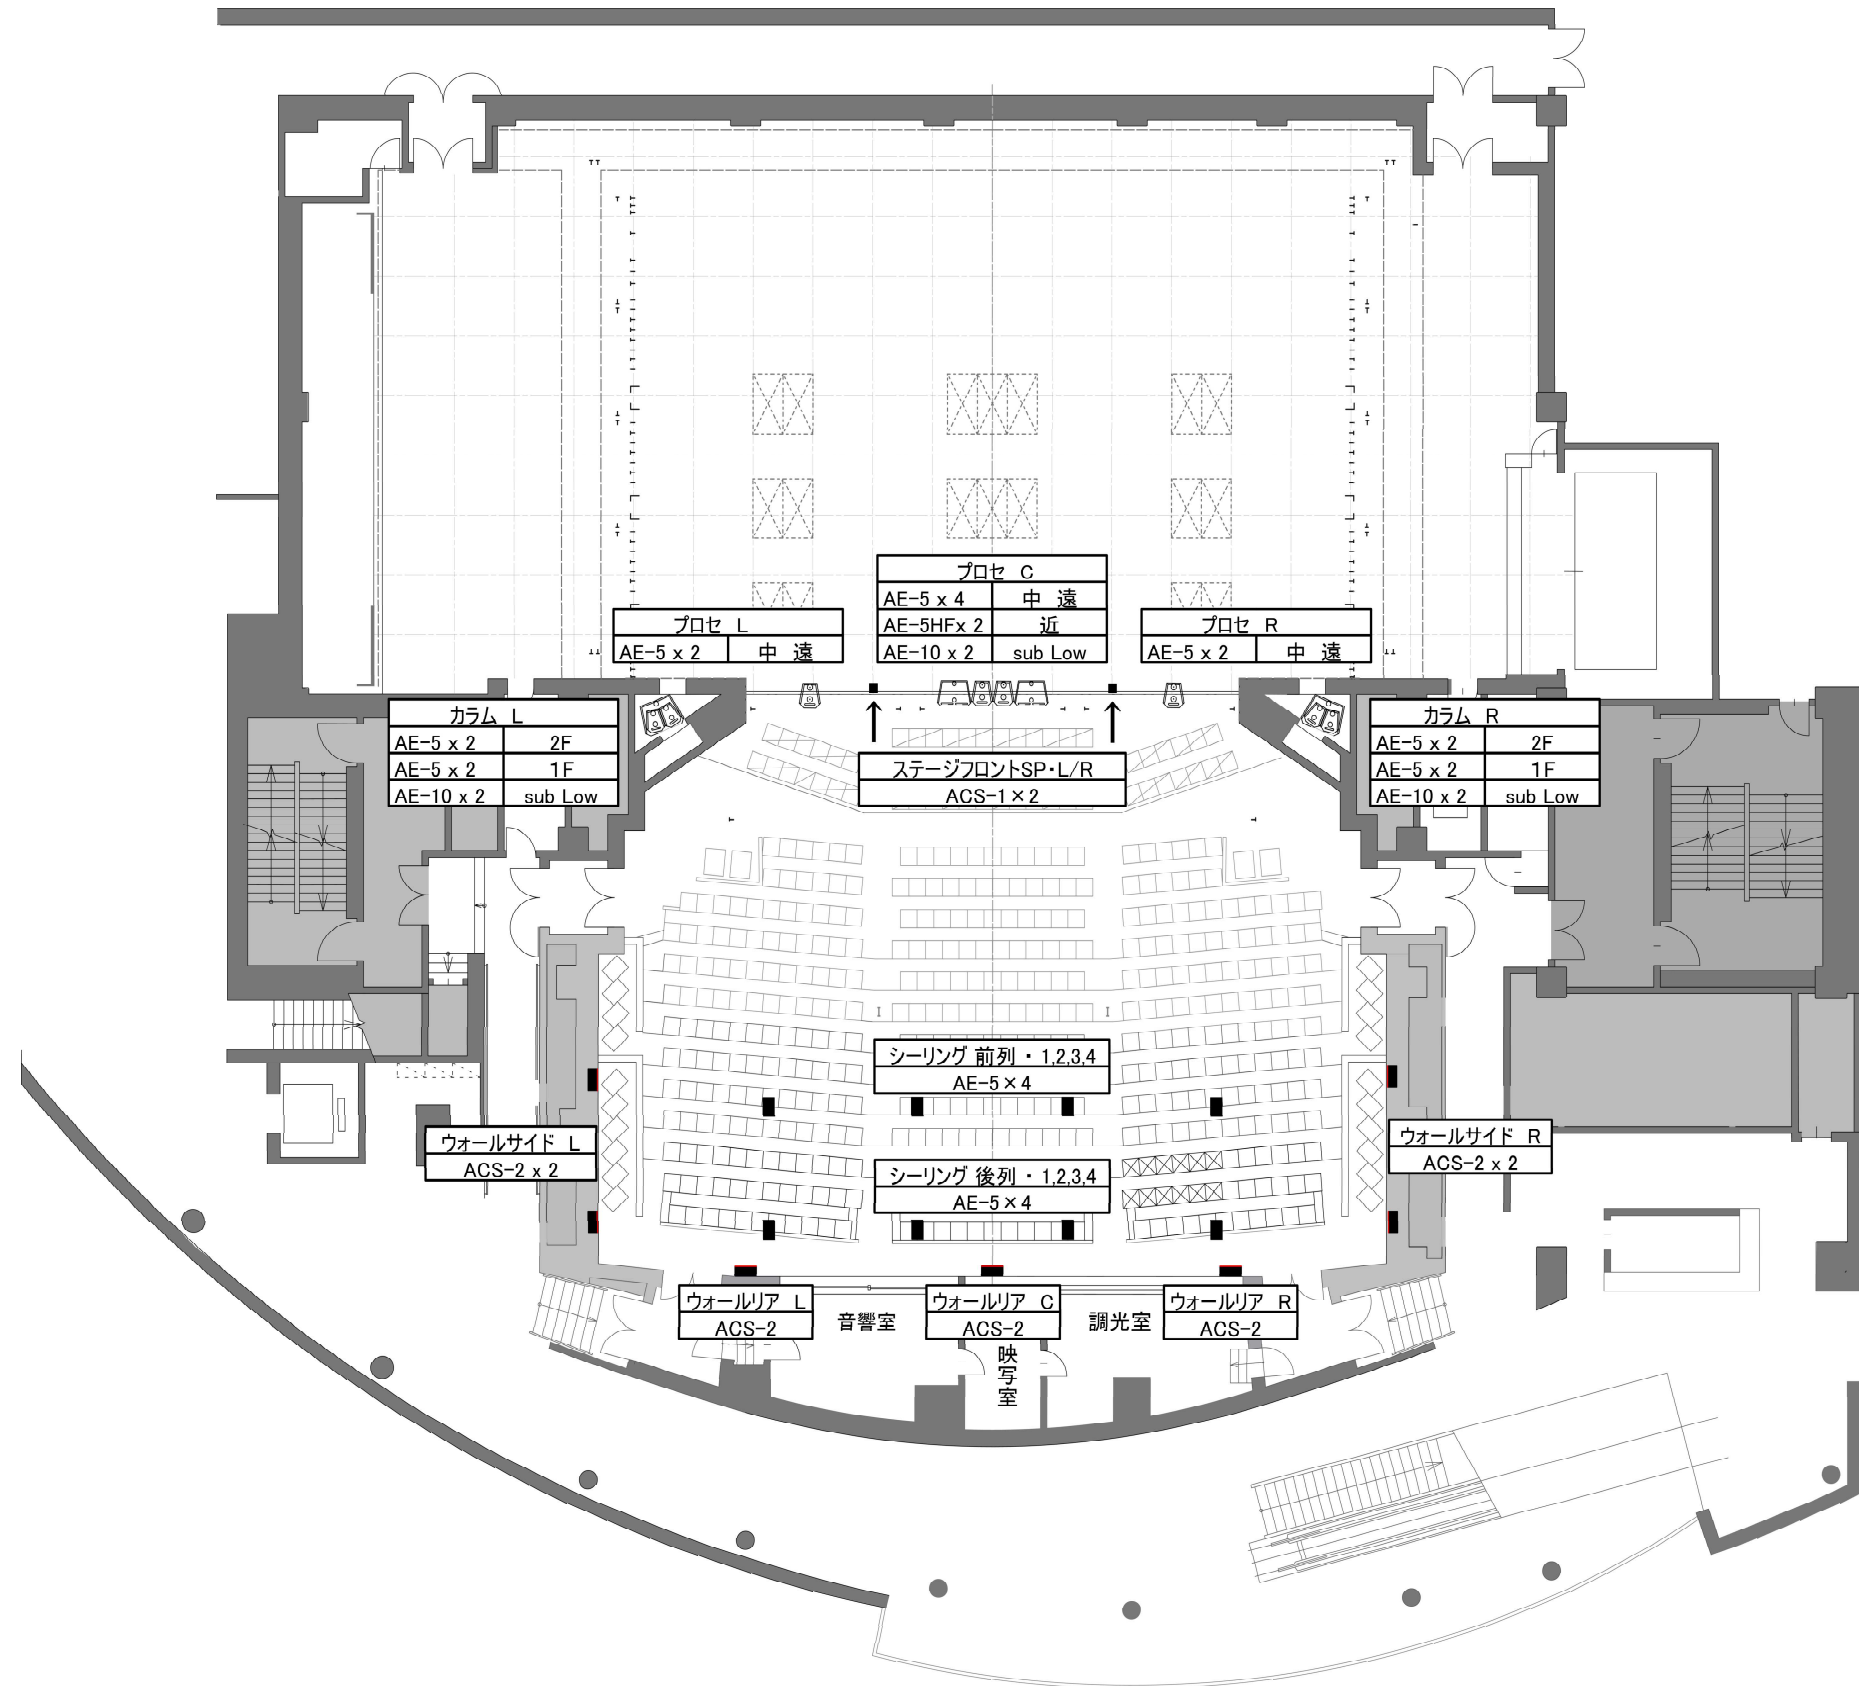 プロセ C
AE-5 x 4 中 遠
AE-5HFx 2 近
AE-10 x 2 sub Low
プロセ L
AE-5 x 2 中 遠
プロセ R
AE-5 x 2 中 遠
カラム L
AE-5 x 2 2F
AE-5 x 2 1F
AE-10 x 2 sub Low
ステージフロントSP・L/R
ACS-1×2
カラム R
AE-5 x 2 2F
AE-5 x 2 1F
AE-10 x 2 sub Low
シーリング 前列 ・ 1,2,3,4
AE-5×4
ウォールサイド L
ACS-2 x 2
シーリング 後列 ・ 1,2,3,4
AE-5×4
ウォールサイド R
ACS-2 x 2
ウォールリア L
ACS-2
音響室
ウォールリア C
ACS-2
調光室
ウォールリア R
ACS-2
映写室